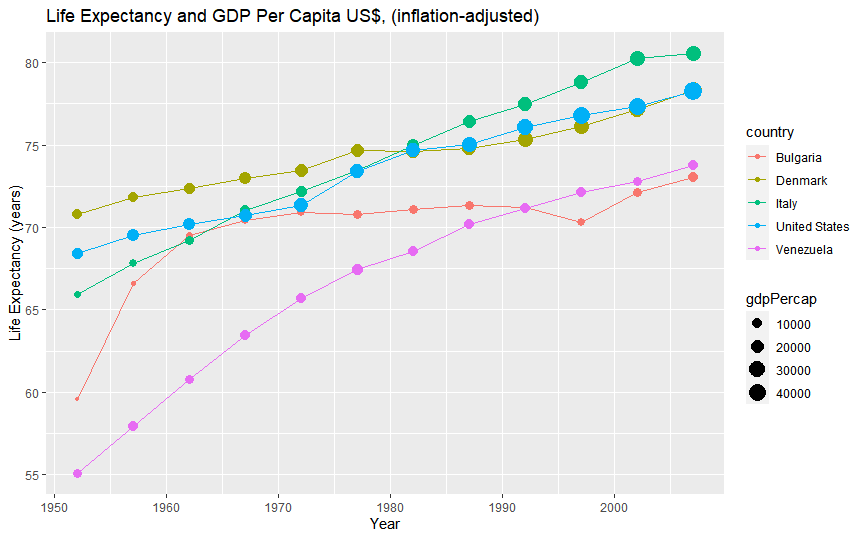 Life Expectancy and GDP Per Capita US$, (inflation-adjusted)
Life Expectancy (years)
80
75
70
65
60
55
1950
1960
1970
1980
1990
2000
Year
country
Bulgaria
Denmark
Italy
United States
Venezuela
gdpPercap
10000
20000
30000
40000